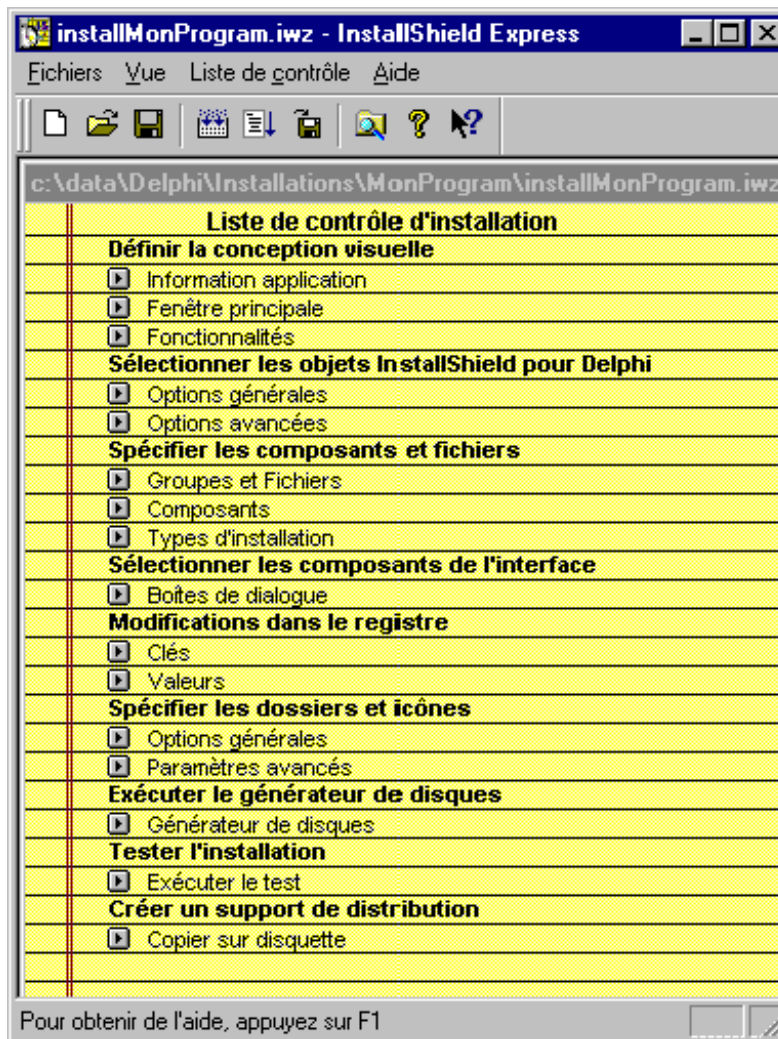 installMonProgram.iwz - InstallShield Express
Fichiers Vue Liste de contrôle Aide
c:\data\Delphi\Installations\MonProgram\installMonProgram.iwz
Liste de contrôle d'installation
Définir la conception visuelle
Information application
Fenêtre principale
Fonctionnalités
Sélectionner les objets InstallShield pour Delphi
Options générales
Options avancées
Spécifier les composants et fichiers
Groupes et Fichiers
Composants
Types d'installation
Sélectionner les composants de l'interface
Boîtes de dialogue
Modifications dans le registre
Clés
Valeurs
Spécifier les dossiers et icônes
Options générales
Paramètres avancés
Exécuter le générateur de disques
Générateur de disques
Tester l'installation
Exécuter le test
Créer un support de distribution
Copier sur disquette
Pour obtenir de l'aide, appuyez sur F1